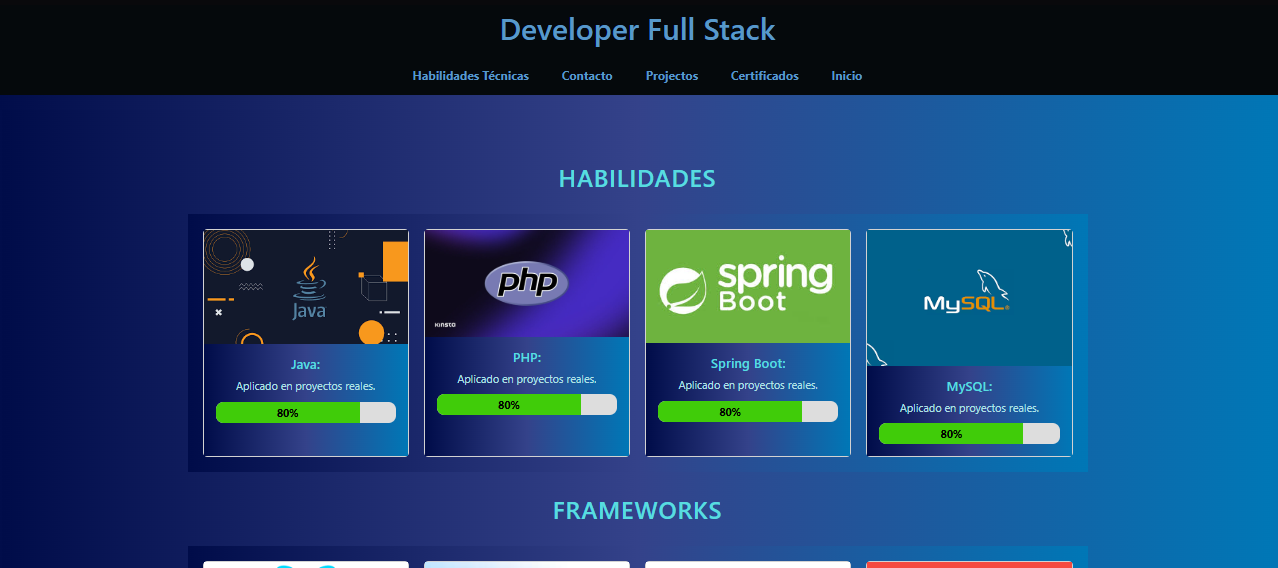 Developer Full Stack
Habilidades Técnicas Contacto Projectos Certificados Inicio
HABILIDADES
Java
php
KINSTA
spring
Boot
MySQL
Java:
Aplicado en proyectos reales.
80%
PHP:
Aplicado en proyectos reales.
80%
Spring Boot:
Aplicado en proyectos reales.
80%
MySQL:
Aplicado en proyectos reales.
80%
FRAMEWORKS